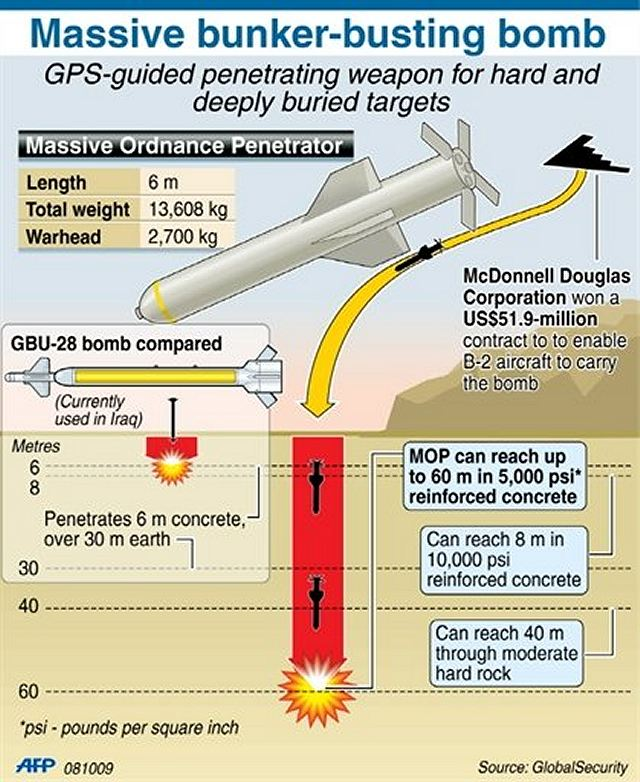 Massive bunker-busting bomb
GPS-guided penetrating weapon for hard and
deeply buried targets
Massive Ordnance Penetrator
Length 6 m
Total weight 13,608 kg
Warhead 2,700 kg
McDonnell Douglas
Corporation won a
US$51.9-million
contract to to enable
B-2 aircraft to carry
the bomb
GBU-28 bomb compared
(Currently
used in Iraq)
Metres
6
8
Penetrates 6 m concrete,
over 30 m earth
30
40
60
MOP can reach up
to 60 m in 5,000 psi*
reinforced concrete
Can reach 8 m in
10,000 psi
reinforced concrete
Can reach 40 m
through moderate
hard rock
*psi - pounds per square inch
AFP 081009
Source: GlobalSecurity